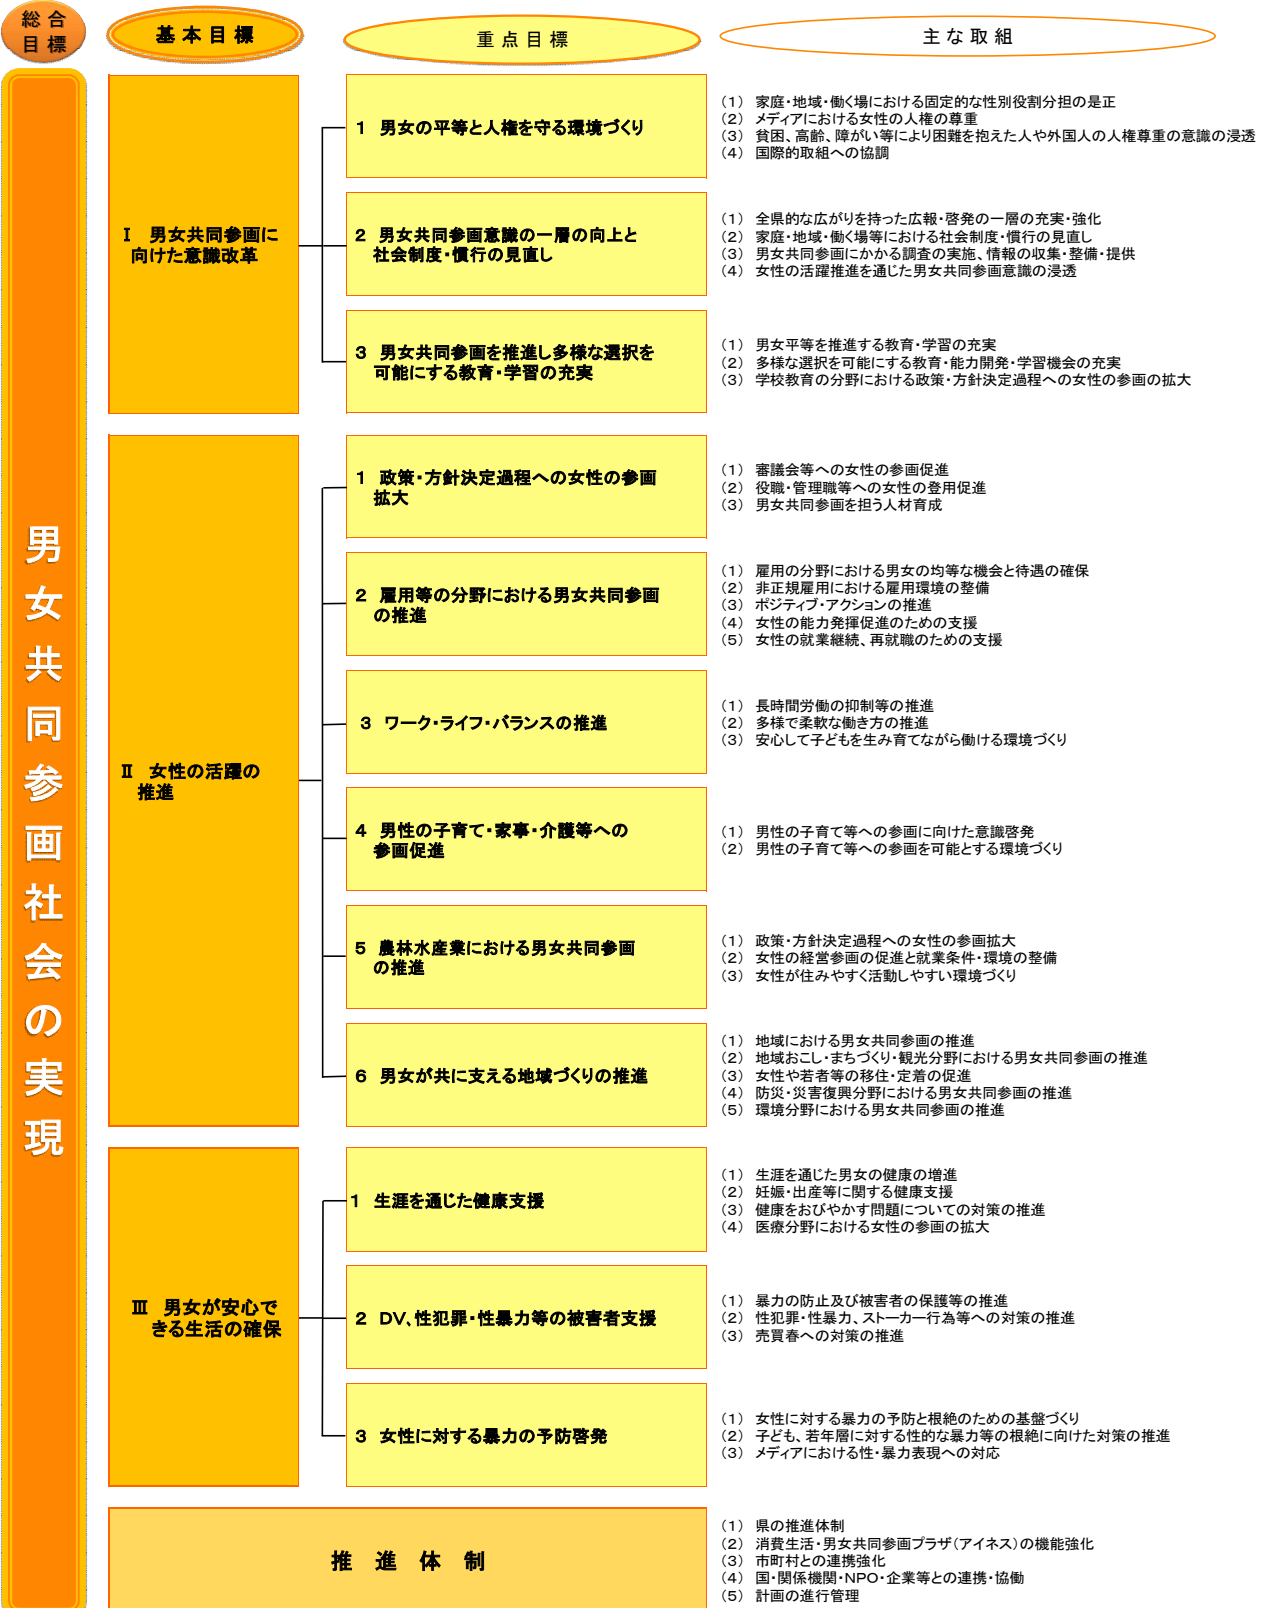 総合
目標
基本目標
重点目標
主な取組
男女共同参画社会の実現
Ⅰ 男女共同参画に
向けた意識改革
1 男女の平等と人権を守る環境づくり
(1) 家庭・地域・働く場における固定的な性別役割分担の是正
(2) メディアにおける女性の人権の尊重
(3) 貧困、高齢、障がい等により困難を抱えた人や外国人の人権尊重の意識の浸透
(4) 国際的取組への協調
2 男女共同参画意識の一層の向上と
社会制度・慣行の見直し
(1) 全県的な広がりを持った広報・啓発の一層の充実・強化
(2) 家庭・地域・働く場等における社会制度・慣行の見直し
(3) 男女共同参画にかかる調査の実施、情報の収集・整備・提供
(4) 女性の活躍推進を通じた男女共同参画意識の浸透
3 男女共同参画を推進し多様な選択を
可能にする教育・学習の充実
(1) 男女平等を推進する教育・学習の充実
(2) 多様な選択を可能にする教育・能力開発・学習機会の充実
(3) 学校教育の分野における政策・方針決定過程への女性の参画の拡大
Ⅱ 女性の活躍の
推進
1 政策・方針決定過程への女性の参画
拡大
(1) 審議会等への女性の参画促進
(2) 役職・管理職等への女性の登用促進
(3) 男女共同参画を担う人材育成
2 雇用等の分野における男女共同参画
の推進
(1) 雇用の分野における男女の均等な機会と待遇の確保
(2) 非正規雇用における雇用環境の整備
(3) ポジティブ・アクションの推進
(4) 女性の能力発揮促進のための支援
(5) 女性の就業継続、再就職のための支援
3 ワーク・ライフ・バランスの推進
(1) 長時間労働の抑制等の推進
(2) 多様で柔軟な働き方の推進
(3) 安心して子どもを生み育てながら働ける環境づくり
4 男性の子育て・家事・介護等への
参画促進
(1) 男性の子育て等への参画に向けた意識啓発
(2) 男性の子育て等への参画を可能とする環境づくり
5 農林水産業における男女共同参画
の推進
(1) 政策・方針決定過程への女性の参画拡大
(2) 女性の経営参画の促進と就業条件・環境の整備
(3) 女性が住みやすく活動しやすい環境づくり
6 男女が共に支える地域づくりの推進
(1) 地域における男女共同参画の推進
(2) 地域おこし・まちづくり・観光分野における男女共同参画の推進
(3) 女性や若者等の移住・定着の促進
(4) 防災・災害復興分野における男女共同参画の推進
(5) 環境分野における男女共同参画の推進
Ⅲ 男女が安心で
きる生活の確保
1 生涯を通じた健康支援
(1) 生涯を通じた男女の健康の増進
(2) 妊娠・出産等に関する健康支援
(3) 健康をおびやかす問題についての対策の推進
(4) 医療分野における女性の参画の拡大
2 DV、性犯罪・性暴力等の被害者支援
(1) 暴力の防止及び被害者の保護等の推進
(2) 性犯罪・性暴力、ストーカー行為等への対策の推進
(3) 売買春への対策の推進
3 女性に対する暴力の予防啓発
(1) 女性に対する暴力の予防と根絶のための基盤づくり
(2) 子ども、若年層に対する性的な暴力等の根絶に向けた対策の推進
(3) メディアにおける性・暴力表現への対応
推進体制
(1) 県の推進体制
(2) 消費生活・男女共同参画プラザ(アイネス)の機能強化
(3) 市町村との連携強化
(4) 国・関係機関・NPO・企業等との連携・協働
(5) 計画の進行管理